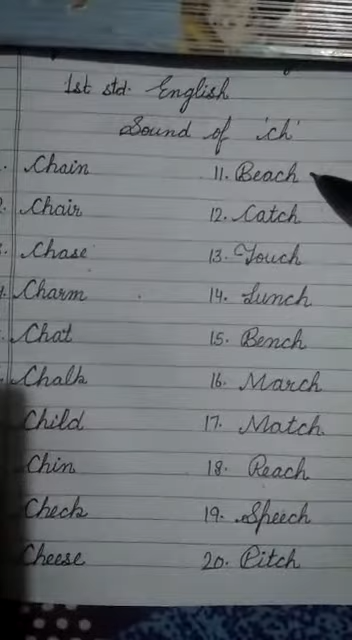 1st std. English
Sound of 'ch'
Chain 11. Beach
Chair 12. Catch
Chase 13. Touch
Charm 14. Lunch
Chat 15. Bench
Chalk 16. March
Child 17. Match
Chin 18. Reach
Check 19. Speech
Cheese 20. Pitch